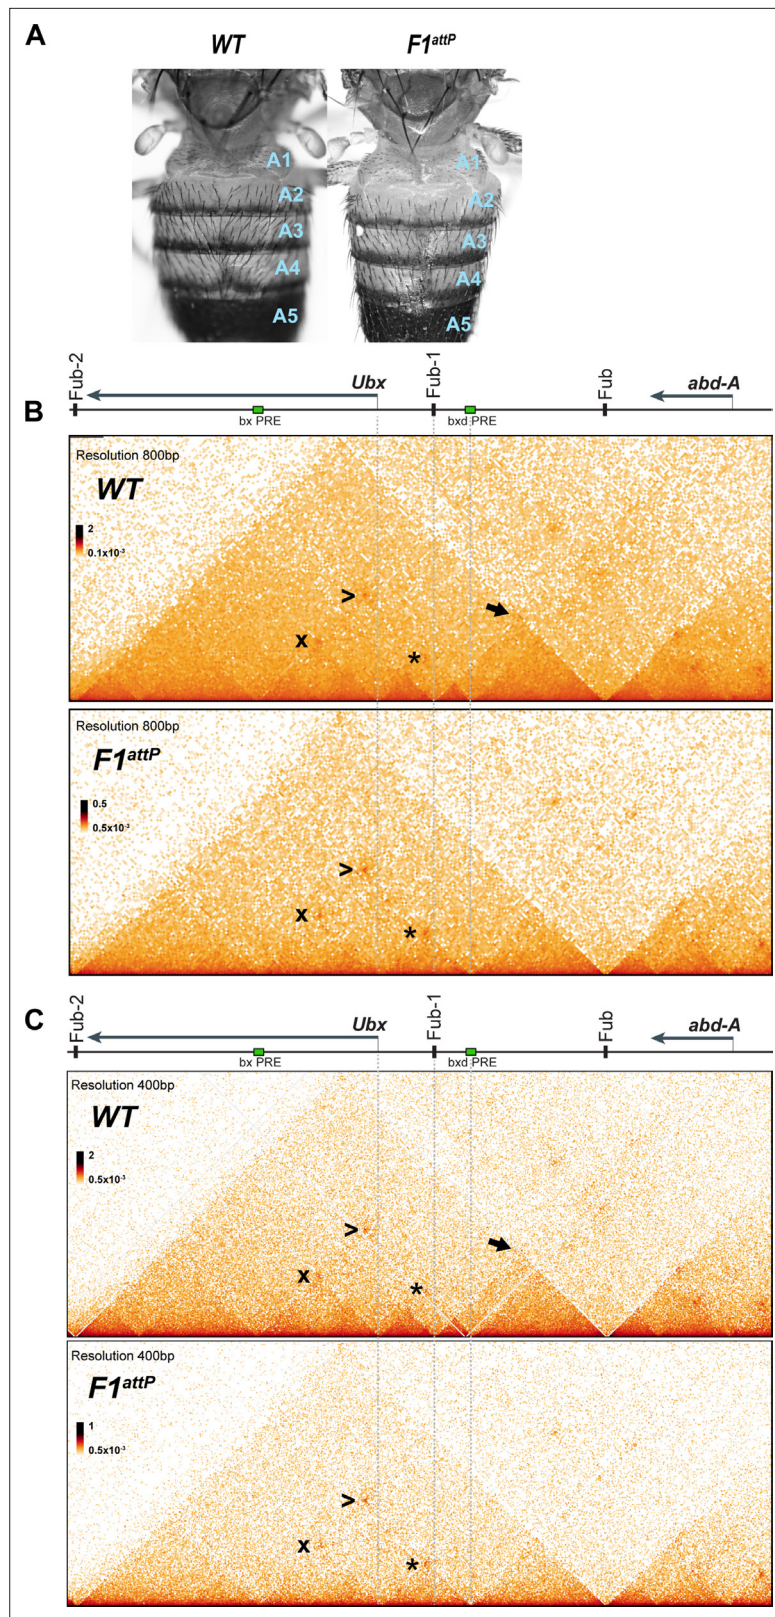 A
WT
F1attP
A1
A2
A3
A4
A5
A1
A2
A3
A4
A5
Fub-2
Ubx
Fub-1
Fub
abd-A
B
bx PRE
bxd PRE
Resolution 800bp
WT
2
0.1x10-3
>
x
*
Resolution 800bp
F1attP
0.5
0.5x10-3
>
x
*
C
Fub-2
Ubx
Fub-1
Fub
abd-A
bx PRE
bxd PRE
Resolution 400bp
WT
2
0.5x10-3
>
x
*
Resolution 400bp
F1attP
1
0.5x10-3
>
x
*